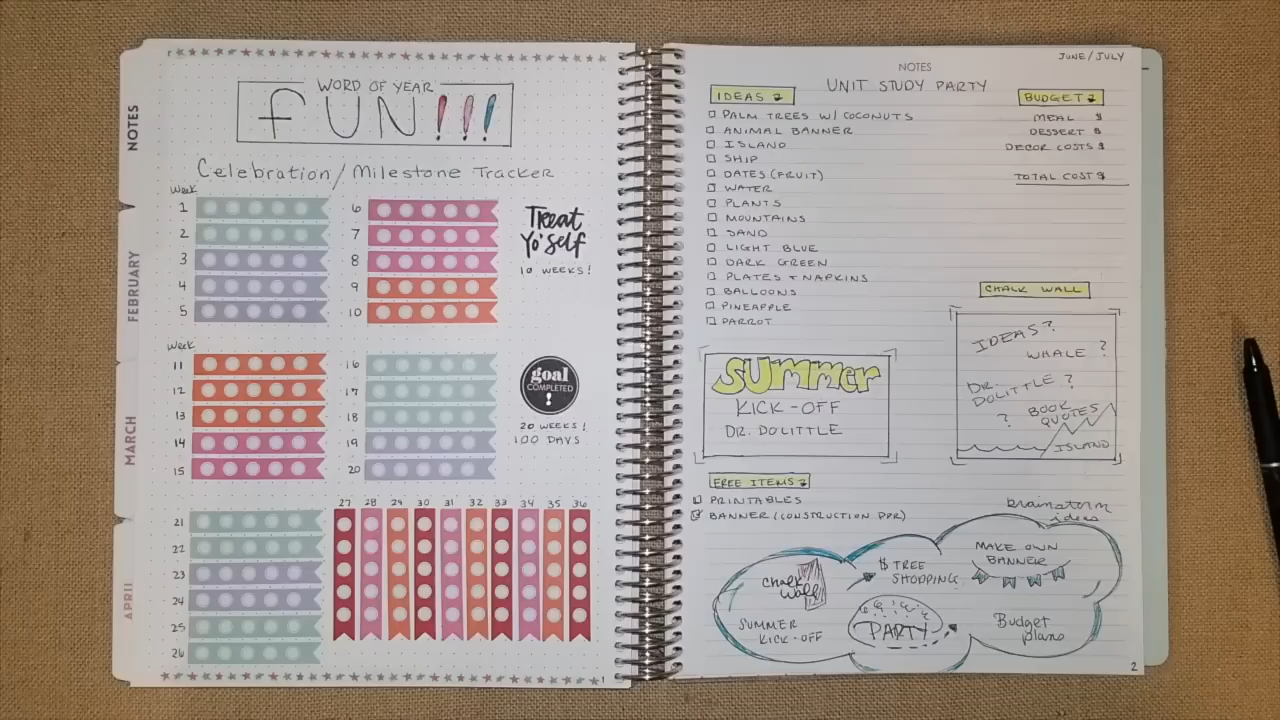 NOTES
FEBRUARY
MARCH
APRIL
WORD OF YEAR
FUN!!!
Celebration/Milestone Tracker
Week
1
2
3
4
5
6
7
8
9
10
TREAT
YO' SELF
10 WEEKS!
Week
11
12
13
14
15
16
17
18
19
20
goal
COMPLETED
!
20 WEEKS!
100 DAYS
21
22
23
24
25
26
27 28 29 30 31 32 33 34 35 36
1
JUNE/JULY
NOTES
UNIT STUDY PARTY
IDEAS
PALM TREES W/ COCONUTS
ANIMAL BANNER
ISLAND
SHIP
DATES (FRUIT)
WATER
PLANTS
MOUNTAINS
SAND
LIGHT BLUE
DARK GREEN
PLATES + NAPKINS
BALLOONS
PINEAPPLE
PARROT
BUDGET
MEAL $
DESSERT $
DECOR COSTS $
TOTAL COST $
CHALK WALL
IDEAS?
WHALE ?
DR.
DOLITTLE ?
? BOOK
QUOTES
ISLAND
SUMMER
KICK-OFF
DR. DOLITTLE
FREE ITEMS
PRINTABLES
BANNER (CONSTRUCTION PPR)
brainstorm
ideas
chalk
wall
$ TREE
SHOPPING
MAKE OWN
BANNER
SUMMER
KICK-OFF
PARTY
Budget
plans
2